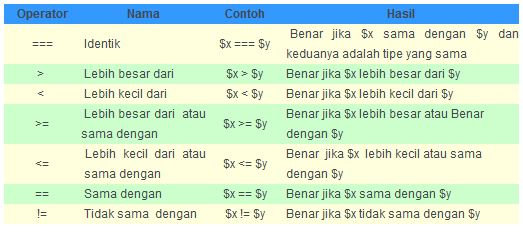 Operator Nama Contoh Hasil
=== Identik $x === $y Benar jika $x sama dengan $y dan
keduanya adalah tipe yang sama
> Lebih besar dari $x > $y Benar jika $x lebih besar dari $y
< Lebih kecil dari $x < $y Benar jika $x lebih kecil dari $y
>= Lebih besar dari atau $x >= $y Benar jika $x lebih besar atau Benar
sama dengan dengan $y
<= Lebih kecil dari atau $x <= $y Benar jika $x lebih kecil atau sama
sama dengan dengan $y
== Sama dengan $x == $y Benar jika $x sama dengan $y
!= Tidak sama dengan $x != $y Benar jika $x tidak sama dengan $y